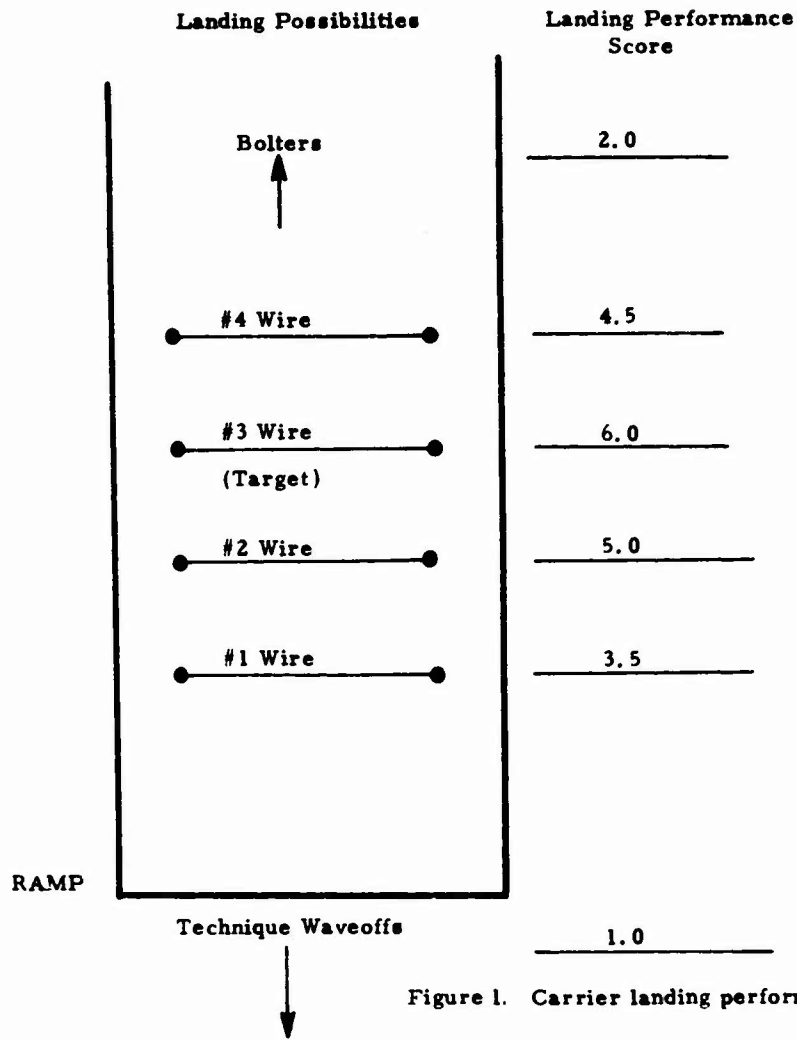 Landing Possibilities
Landing Performance
Score
Bolters
2.0
#4 Wire
4.5
#3 Wire
6.0
(Target)
#2 Wire
5.0
#1 Wire
3.5
RAMP
Technique Waveoffs
1.0
Figure 1. Carrier landing